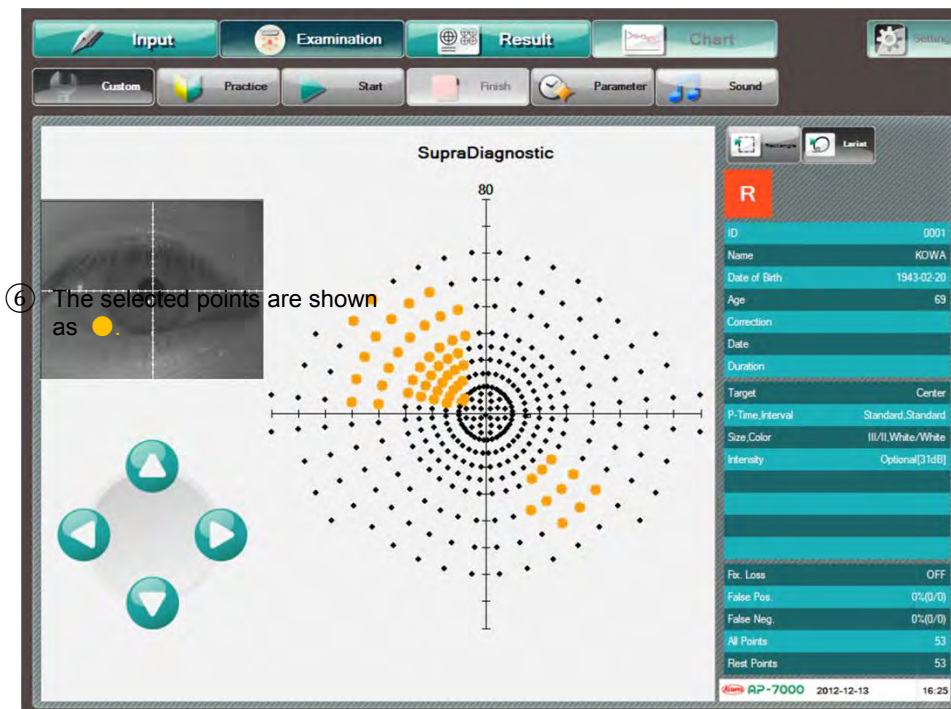 Input Examination Result Chart Setting
Custom Practice Start Finish Parameter Sound
SupraDiagnostic
80
Rectangle Lariat
R
ID 0001
Name KOWA
Date of Birth 1943-02-20
Age 69
Correction
Date
Duration
Target Center
P-Time,Interval Standard,Standard
Size,Color III/II,White/White
Intensity Optional[31dB]
Fix. Loss OFF
False Pos. 0%(0/0)
False Neg. 0%(0/0)
All Points 53
Rest Points 53
Kowa AP-7000 2012-12-13 16:25
⑥ The selected points are shown
as .